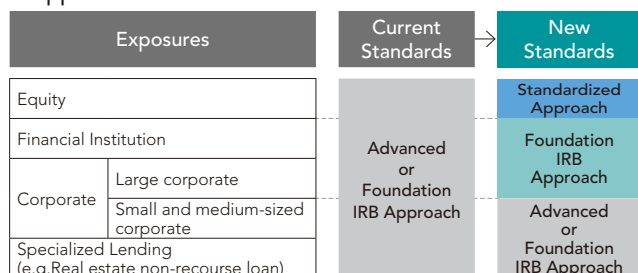 Exposures
Current
Standards
New
Standards
Equity
Financial Institution
Corporate
Large corporate
Small and medium-sized
corporate
Specialized Lending
(e.g.Real estate non-recourse loan)
Advanced
or
Foundation
IRB Approach
Standardized
Approach
Foundation
IRB
Approach
Advanced
or
Foundation
IRB Approach